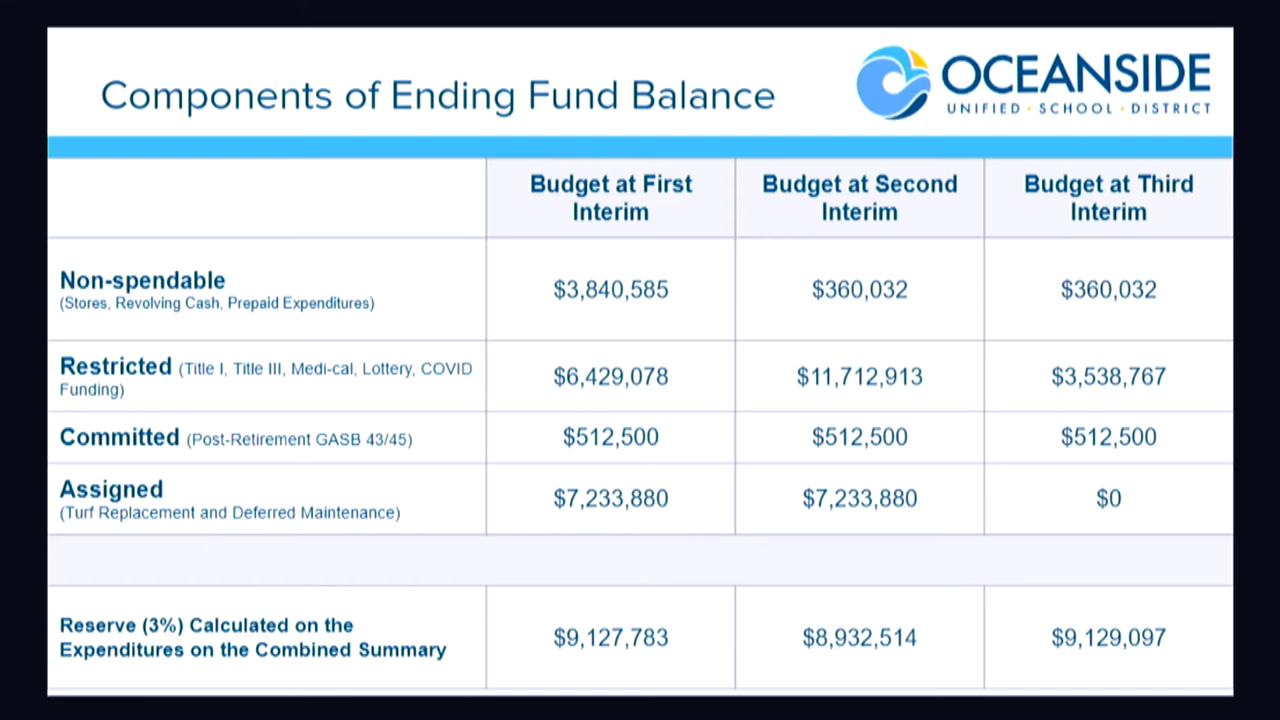 Components of Ending Fund Balance
OCEANSIDE
UNIFIED · SCHOOL · DISTRICT
Budget at First
Interim
Budget at Second
Interim
Budget at Third
Interim
Non-spendable
(Stores, Revolving Cash, Prepaid Expenditures)
$3,840,585
$360,032
$360,032
Restricted (Title I, Title III, Medi-cal, Lottery, COVID
Funding)
$6,429,078
$11,712,913
$3,538,767
Committed (Post-Retirement GASB 43/45)
$512,500
$512,500
$512,500
Assigned
(Turf Replacement and Deferred Maintenance)
$7,233,880
$7,233,880
$0
Reserve (3%) Calculated on the
Expenditures on the Combined Summary
$9,127,783
$8,932,514
$9,129,097